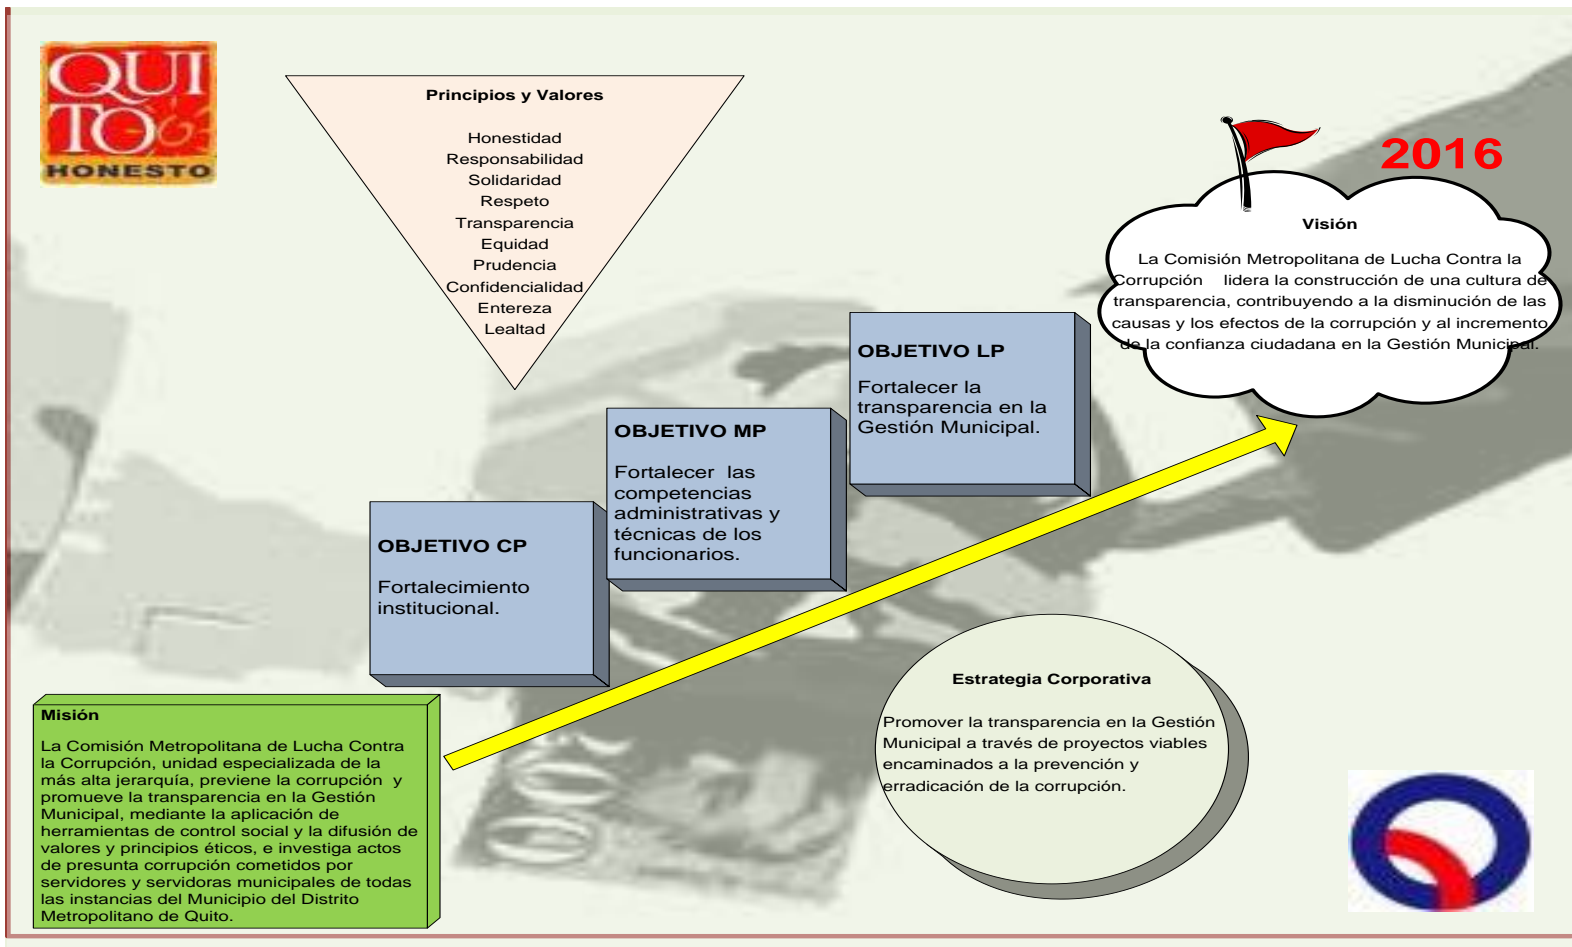 QUI
TO
HONESTO
Principios y Valores
Honestidad
Responsabilidad
Solidaridad
Respeto
Transparencia
Equidad
Prudencia
Confidencialidad
Entereza
Lealtad
2016
Visión
La Comisión Metropolitana de Lucha Contra la
Corrupción lidera la construcción de una cultura de
transparencia, contribuyendo a la disminución de las
causas y los efectos de la corrupción y al incremento
de la confianza ciudadana en la Gestión Municipal.
OBJETIVO LP
Fortalecer la
transparencia en la
Gestión Municipal.
OBJETIVO MP
Fortalecer las
competencias
administrativas y
técnicas de los
funcionarios.
OBJETIVO CP
Fortalecimiento
institucional.
Estrategia Corporativa
Promover la transparencia en la Gestión
Municipal a través de proyectos viables
encaminados a la prevención y
erradicación de la corrupción.
Misión
La Comisión Metropolitana de Lucha Contra
la Corrupción, unidad especializada de la
más alta jerarquía, previene la corrupción y
promueve la transparencia en la Gestión
Municipal, mediante la aplicación de
herramientas de control social y la difusión de
valores y principios éticos, e investiga actos
de presunta corrupción cometidos por
servidores y servidoras municipales de todas
las instancias del Municipio del Distrito
Metropolitano de Quito.